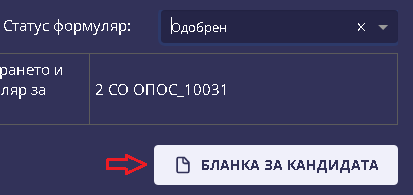 Статус формуляр:
Одобрен
рането и
ляр за
2 СО ОПОС_10031
БЛАНКА ЗА КАНДИДАТА